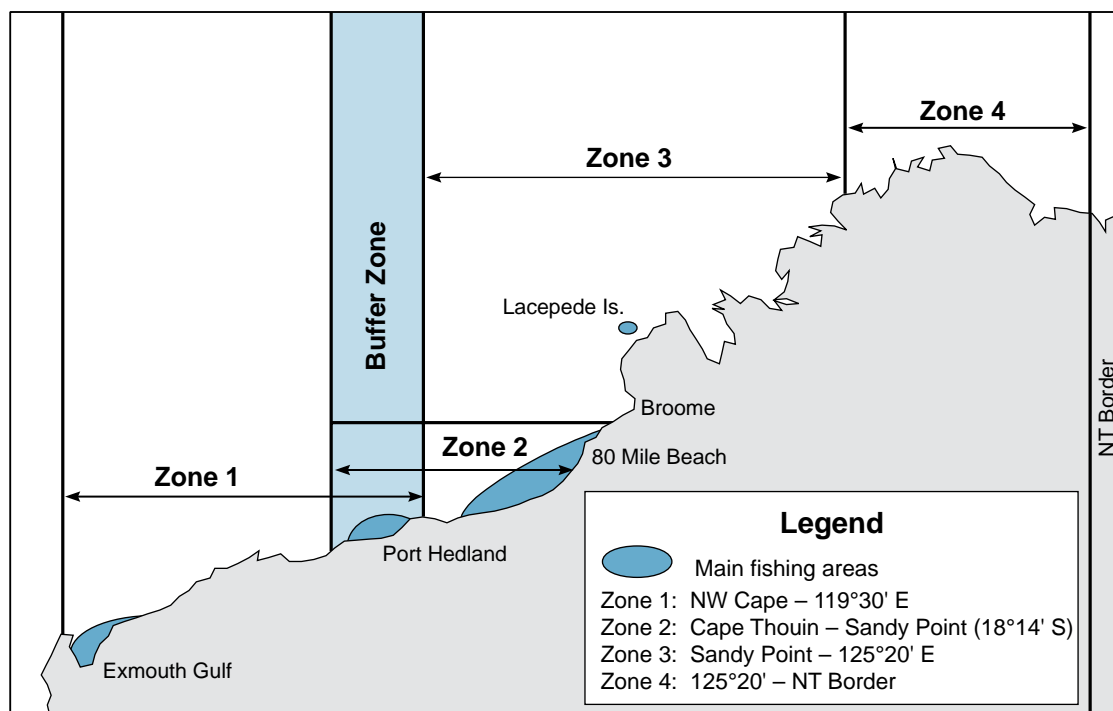 Zone 4
Zone 3
Buffer Zone
Lacepede Is.
Broome
Zone 2
80 Mile Beach
Zone 1
NT Border
Port Hedland
Exmouth Gulf
Legend
Main fishing areas
Zone 1: NW Cape – 119°30' E
Zone 2: Cape Thouin – Sandy Point (18°14' S)
Zone 3: Sandy Point – 125°20' E
Zone 4: 125°20' – NT Border